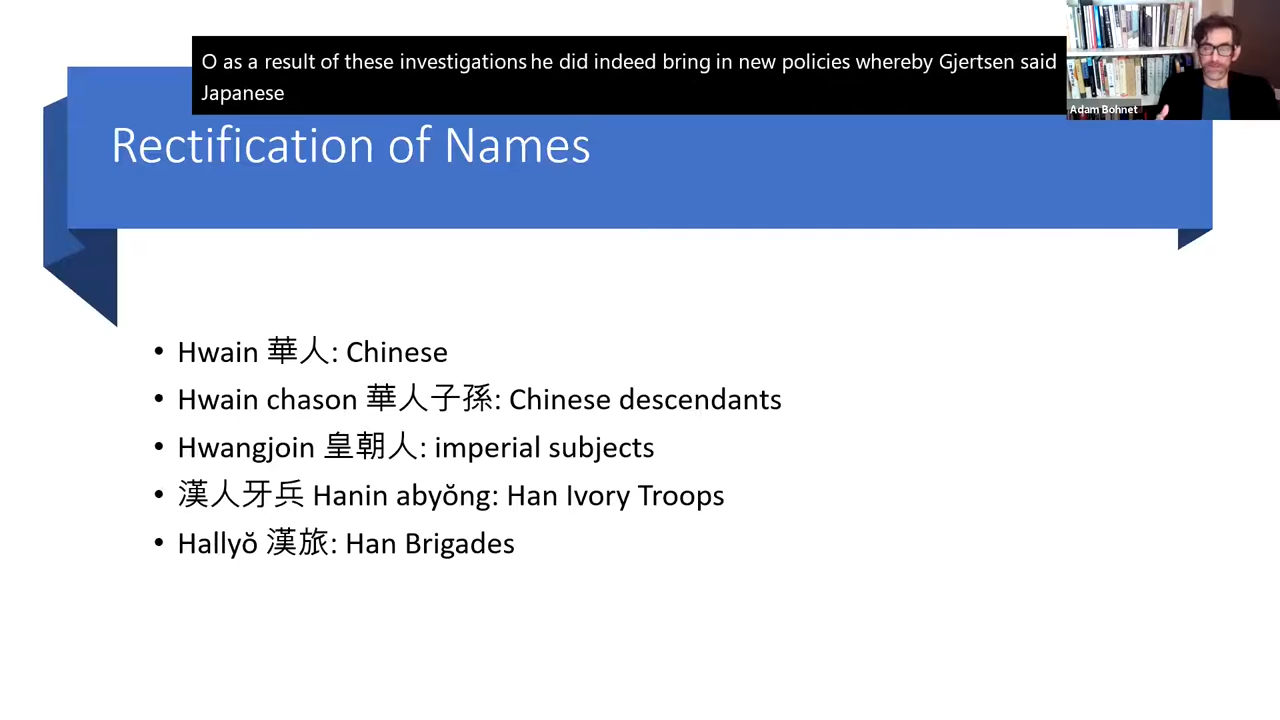 O as a result of these investigations he did indeed bring in new policies whereby Gjertsen said
Japanese
Adam Bohnet
Rectification of Names
• Hwain 華人: Chinese
• Hwain chason 華人子孫: Chinese descendants
• Hwangjoin 皇朝人: imperial subjects
• 漢人牙兵 Hanin abyŏng: Han Ivory Troops
• Hallyŏ 漢旅: Han Brigades